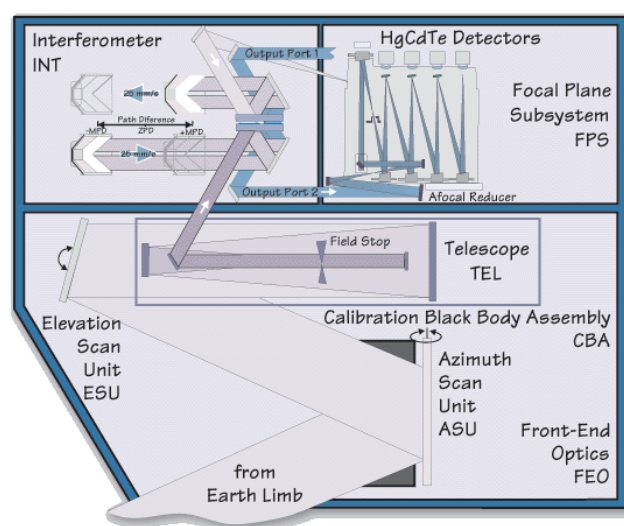 Interferometer
INT
Output Port 1
HgCdTe Detectors
25 mm/s
Path Diference
-MPD
ZPD
+MPD
25 mm/s
Focal Plane
Subsystem
FPS
Output Port 2
Afocal Reducer
Field Stop
Telescope
TEL
Elevation
Scan
Unit
ESU
Calibration Black Body Assembly
CBA
Azimuth
Scan
Unit
ASU
Front-End
Optics
FEO
from
Earth Limb